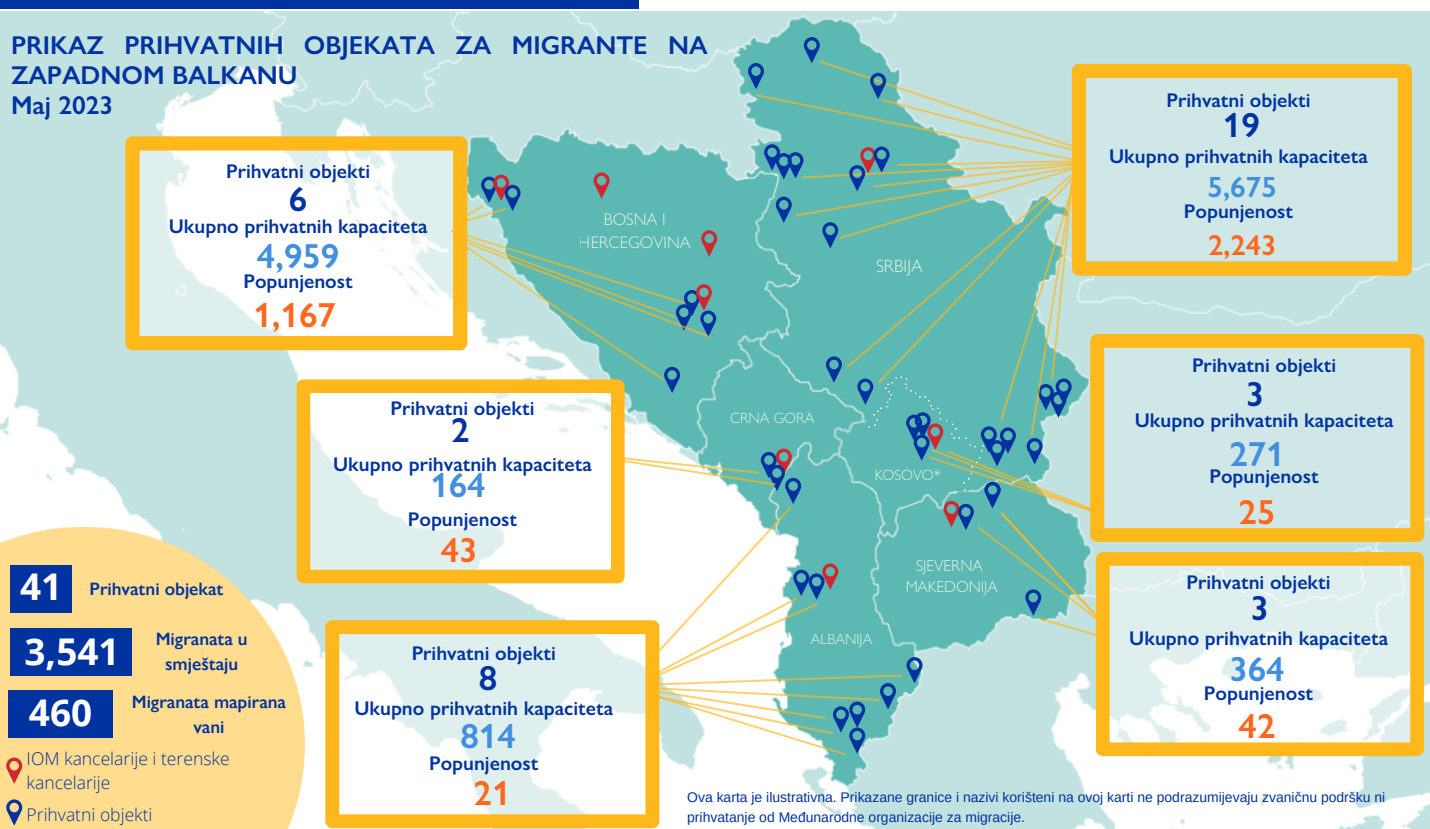 PRIKAZ PRIHVATNIH OBJEKATA ZA MIGRANTE NA
ZAPADNOM BALKANU
Maj 2023
Prihvatni objekti
6
Ukupno prihvatnih kapaciteta
4,959
Popunjenost
1,167
Prihvatni objekti
19
Ukupno prihvatnih kapaciteta
5,675
Popunjenost
2,243
BOSNA I
HERCEGOVINA
SRBIJA
Prihvatni objekti
2
Ukupno prihvatnih kapaciteta
164
Popunjenost
43
CRNA GORA
KOSOVO*
Prihvatni objekti
3
Ukupno prihvatnih kapaciteta
271
Popunjenost
25
SJEVERNA
MAKEDONIJA
ALBANIJA
Prihvatni objekti
3
Ukupno prihvatnih kapaciteta
364
Popunjenost
42
Prihvatni objekti
8
Ukupno prihvatnih kapaciteta
814
Popunjenost
21
41 Prihvatni objekat
3,541 Migranata u
smještaju
460 Migranata mapirana
vani
IOM kancelarije i terenske
kancelarije
Prihvatni objekti
Ova karta je ilustrativna. Prikazane granice i nazivi korišteni na ovoj karti ne podrazumijevaju zvaničnu podršku ni
prihvatanje od Međunarodne organizacije za migracije.